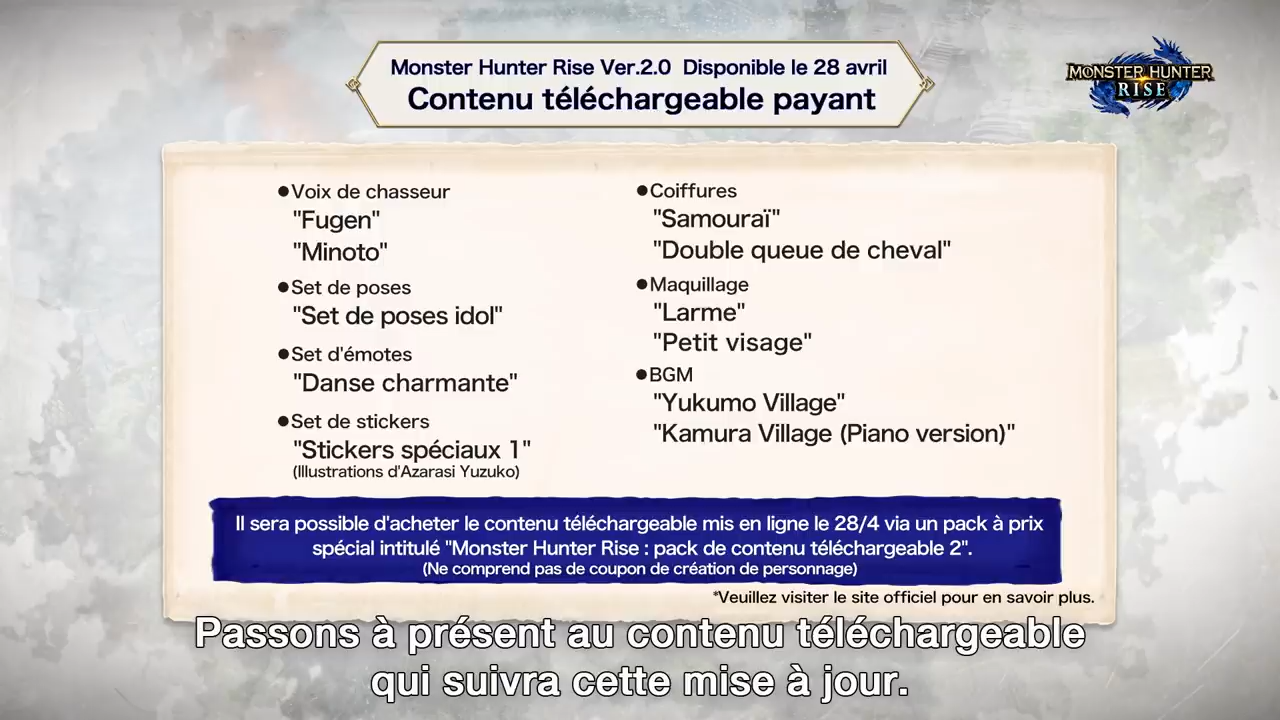 Monster Hunter Rise Ver.2.0 Disponible le 28 avril
Contenu téléchargeable payant
MONSTER HUNTER
RISE
●Voix de chasseur
"Fugen"
"Minoto"
●Set de poses
"Set de poses idol"
●Set d'émotes
"Danse charmante"
●Set de stickers
"Stickers spéciaux 1"
(Illustrations d'Azarasi Yuzuko)
●Coiffures
"Samouraï"
"Double queue de cheval"
●Maquillage
"Larme"
"Petit visage"
●BGM
"Yukumo Village"
"Kamura Village (Piano version)"
Il sera possible d'acheter le contenu téléchargeable mis en ligne le 28/4 via un pack à prix
spécial intitulé "Monster Hunter Rise : pack de contenu téléchargeable 2".
(Ne comprend pas de coupon de création de personnage)
*Veuillez visiter le site officiel pour en savoir plus.
Passons à présent au contenu téléchargeable
qui suivra cette mise à jour.